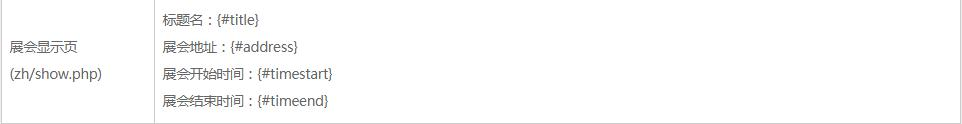 展会显示页
(zh/show.php)
标题名：{#title}
展会地址：{#address}
展会开始时间：{#timestart}
展会结束时间：{#timeend}